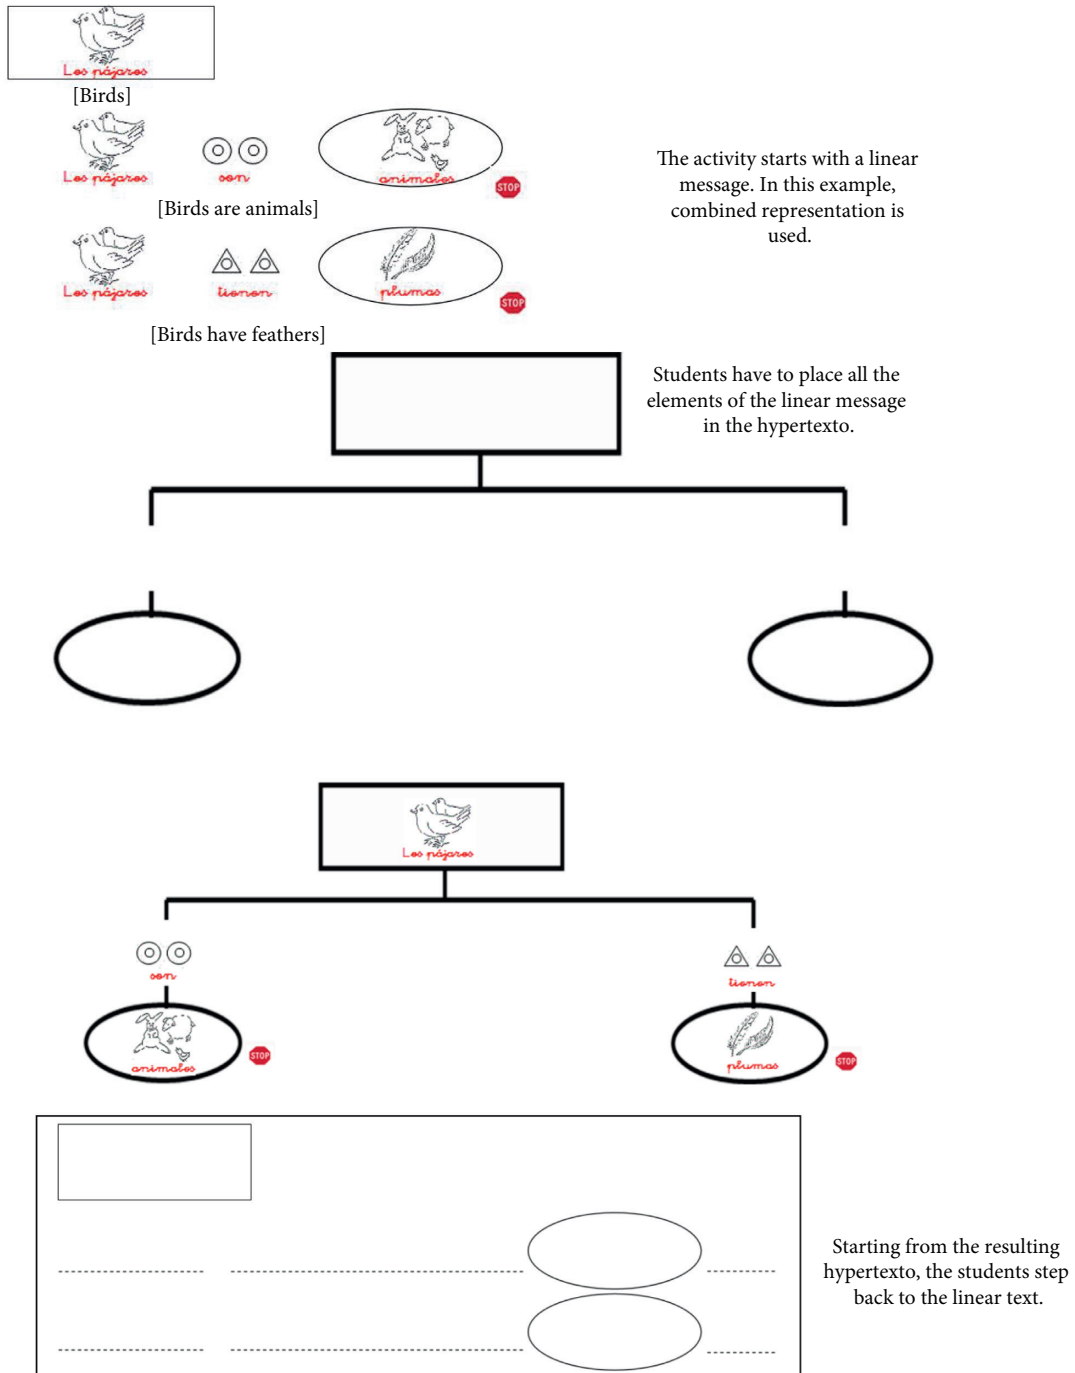 Los pájaros
[Birds]
Los pájaros son animales STOP
[Birds are animals]
The activity starts with a linear
message. In this example,
combined representation is
used.
Los pájaros tienen plumas STOP
[Birds have feathers]
Students have to place all the
elements of the linear message
in the hypertexto.
Los pájaros
son
tienen
animales STOP
plumas STOP
Starting from the resulting
hypertexto, the students step
back to the linear text.